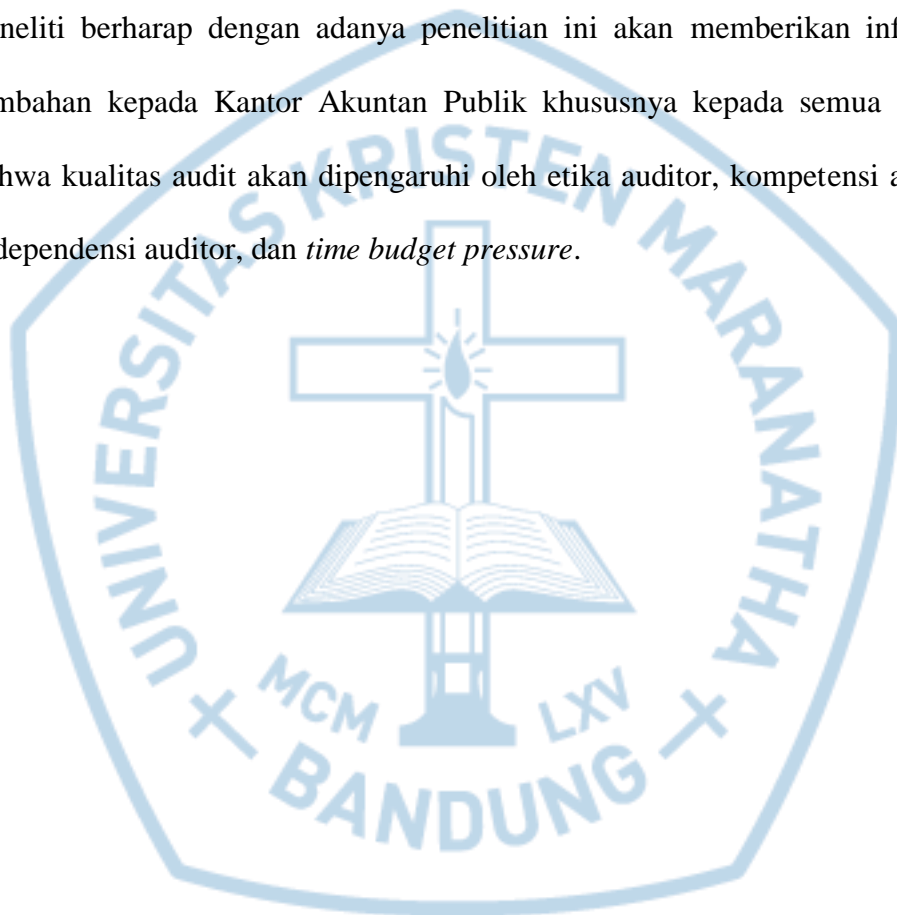 neliti berharap dengan adanya penelitian ini akan memberikan inf
mbahan kepada Kantor Akuntan Publik khususnya kepada semua
hwa kualitas audit akan dipengaruhi oleh etika auditor, kompetensi a
dependensi auditor, dan time budget pressure.
UNIVERSITAS KRISTEN MARANATHA
MCM LXV
BANDUNG